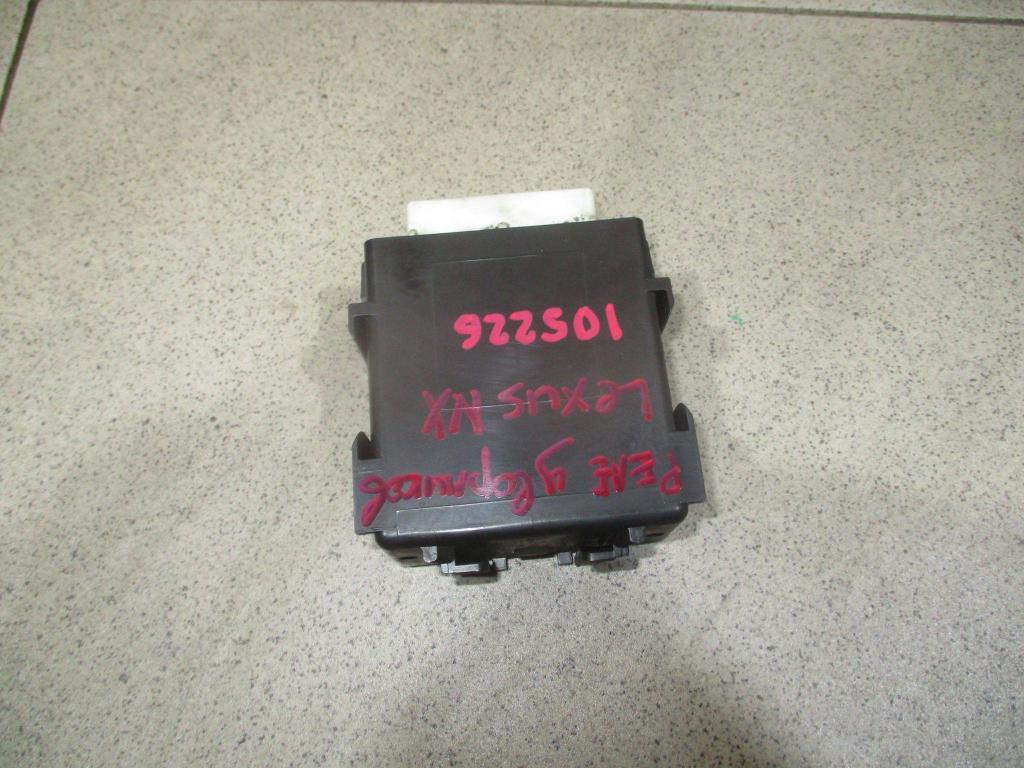 РЕЛЕ дворников
Lexus NX
105226